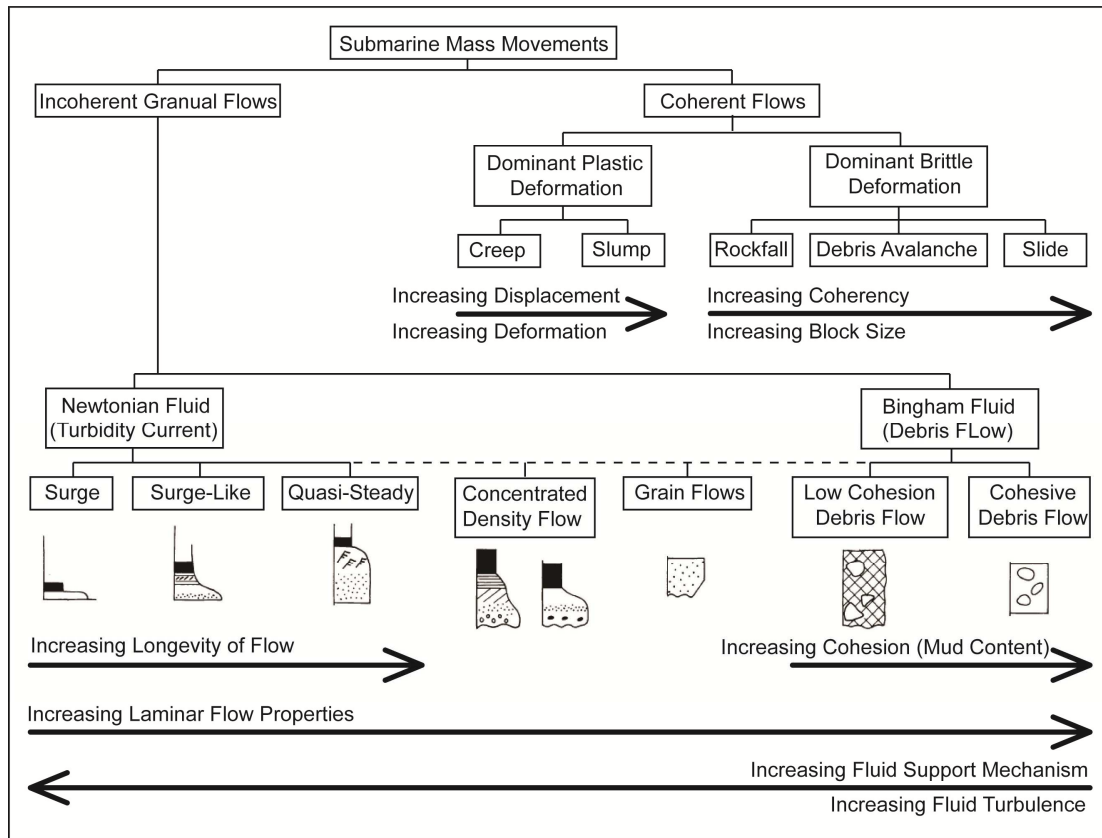 Submarine Mass Movements
Incoherent Granual Flows
Coherent Flows
Dominant Plastic
Deformation
Dominant Brittle
Deformation
Creep
Slump
Rockfall
Debris Avalanche
Slide
Increasing Displacement
Increasing Deformation
Increasing Coherency
Increasing Block Size
Newtonian Fluid
(Turbidity Current)
Bingham Fluid
(Debris FLow)
Surge
Surge-Like
Quasi-Steady
Concentrated
Density Flow
Grain Flows
Low Cohesion
Debris Flow
Cohesive
Debris Flow
Increasing Longevity of Flow
Increasing Cohesion (Mud Content)
Increasing Laminar Flow Properties
Increasing Fluid Support Mechanism
Increasing Fluid Turbulence